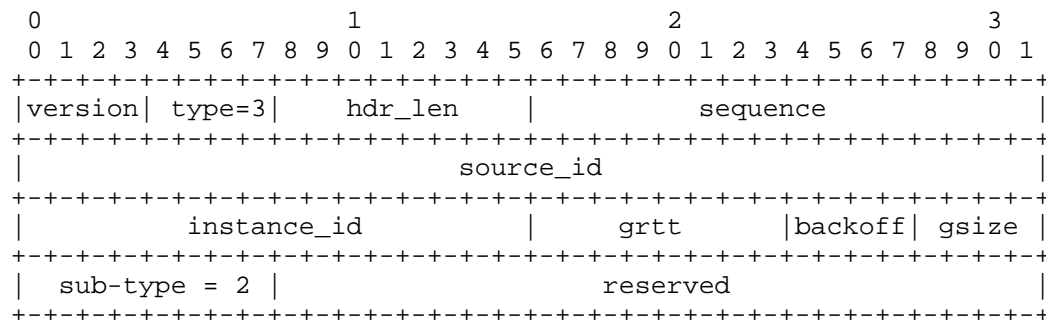 0                   1                   2                   3
 0 1 2 3 4 5 6 7 8 9 0 1 2 3 4 5 6 7 8 9 0 1 2 3 4 5 6 7 8 9 0 1
+-+-+-+-+-+-+-+-+-+-+-+-+-+-+-+-+-+-+-+-+-+-+-+-+-+-+-+-+-+-+-+-+
|version| type=3|    hdr_len    |          sequence             |
+-+-+-+-+-+-+-+-+-+-+-+-+-+-+-+-+-+-+-+-+-+-+-+-+-+-+-+-+-+-+-+-+
|                           source_id                           |
+-+-+-+-+-+-+-+-+-+-+-+-+-+-+-+-+-+-+-+-+-+-+-+-+-+-+-+-+-+-+-+-+
|          instance_id          |     grtt      |backoff| gsize |
+-+-+-+-+-+-+-+-+-+-+-+-+-+-+-+-+-+-+-+-+-+-+-+-+-+-+-+-+-+-+-+-+
|  sub-type = 2 |                    reserved                   |
+-+-+-+-+-+-+-+-+-+-+-+-+-+-+-+-+-+-+-+-+-+-+-+-+-+-+-+-+-+-+-+-+